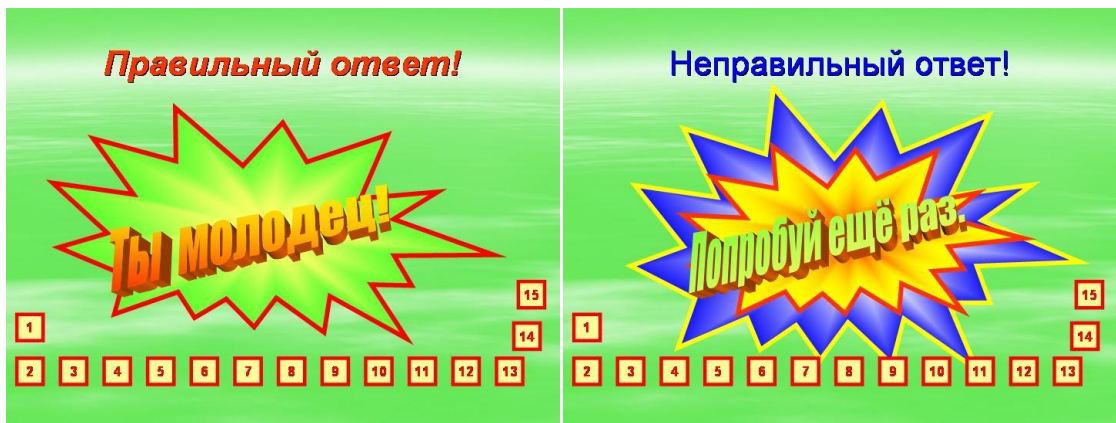 Правильный ответ!
Ты молодец!
15
1
14
2 3 4 5 6 7 8 9 10 11 12 13
Неправильный ответ!
Попробуй ещё раз.
15
1
14
2 3 4 5 6 7 8 9 10 11 12 13